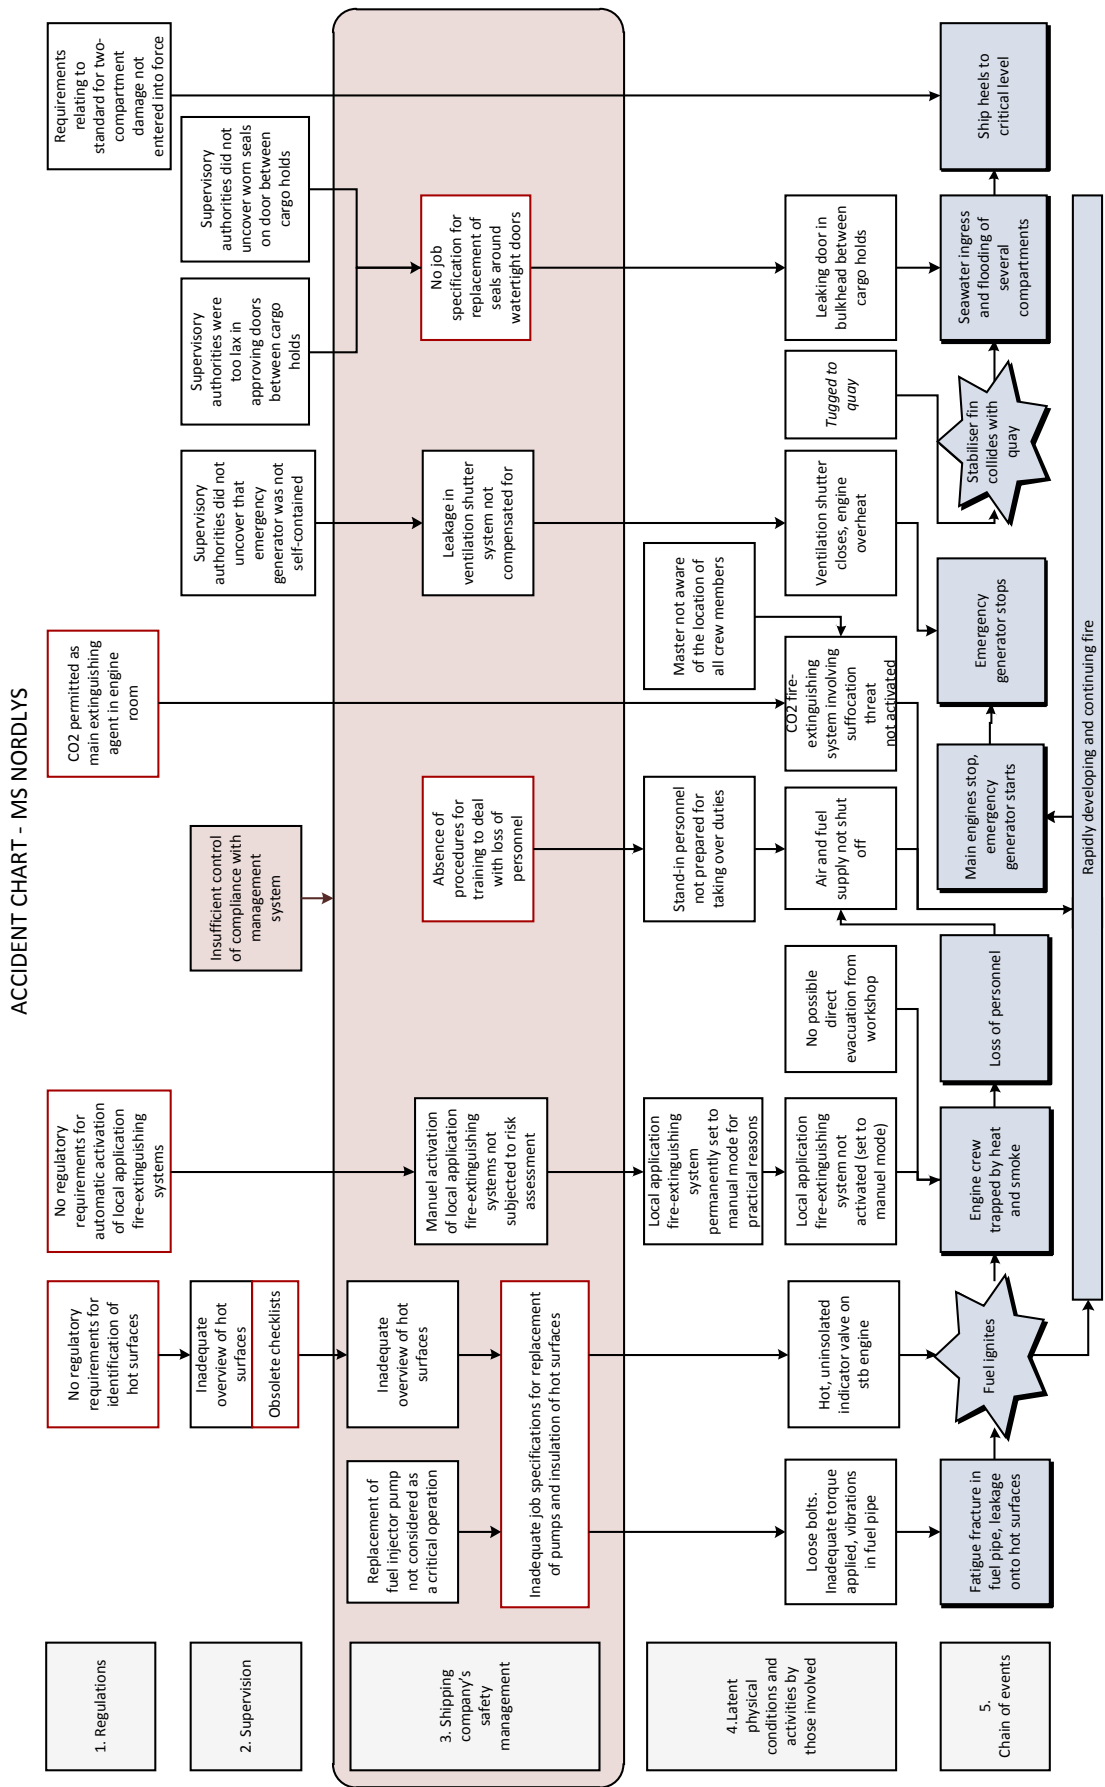 ACCIDENT CHART - MS NORDLYS
1. Regulations
No regulatory
requirements for
identification of
hot surfaces
No regulatory
requirements for
automatic activation
of local application
fire-extinguishing
systems
CO2 permitted as
main extinguishing
agent in engine
room
Requirements
relating to
standard for two-
compartment
damage not
entered into force
2. Supervision
Inadequate
overview of hot
surfaces
Obsolete checklists
Insufficient control
of compliance with
management
system
Supervisory
authorities did not
uncover that
emergency
generator was not
self-contained
Supervisory
authorities were
too lax in
approving doors
between cargo
holds
Supervisory
authorities did not
uncover worn seals
on door between
cargo holds
3. Shipping
company's
safety
management
Replacement of
fuel injector pump
not considered as
a critical operation
Inadequate
overview of hot
surfaces
Inadequate job specifications for replacement
of pumps and insulation of hot surfaces
Manuel activation
of local application
fire-extinguishing
systems not
subjected to risk
assessment
Absence of
procedures for
training to deal
with loss of
personnel
Leakage in
ventilation shutter
system not
compensated for
No job
specification for
replacement of
seals around
watertight doors
4.Latent
physical
conditions and
activities by
those involved
Local application
fire-extinguishing
system
permanently set to
manual mode for
practical reasons
Stand-in personnel
not prepared for
taking over duties
Master not aware
of the location of
all crew members
Loose bolts.
Inadequate torque
applied, vibrations
in fuel pipe
Hot, uninsolated
indicator valve on
stb engine
Local application
fire-extinguishing
system not
activated (set to
manuel mode)
No possible
direct
evacuation from
workshop
Air and fuel
supply not shut
off
CO2 fire-
extinguishing
system involving
suffocation
threat
not activated
Ventilation shutter
closes, engine
overheat
Tugged to
quay
Leaking door in
bulkhead between
cargo holds
5.
Chain of events
Fatigue fracture in
fuel pipe, leakage
onto hot surfaces
Fuel ignites
Engine crew
trapped by heat
and smoke
Loss of personnel
Main engines stop,
emergency
generator starts
Emergency
generator stops
Stabiliser fin
collides with
quay
Seawater ingress
and flooding of
several
compartments
Ship heels to
critical level
Rapidly developing and continuing fire